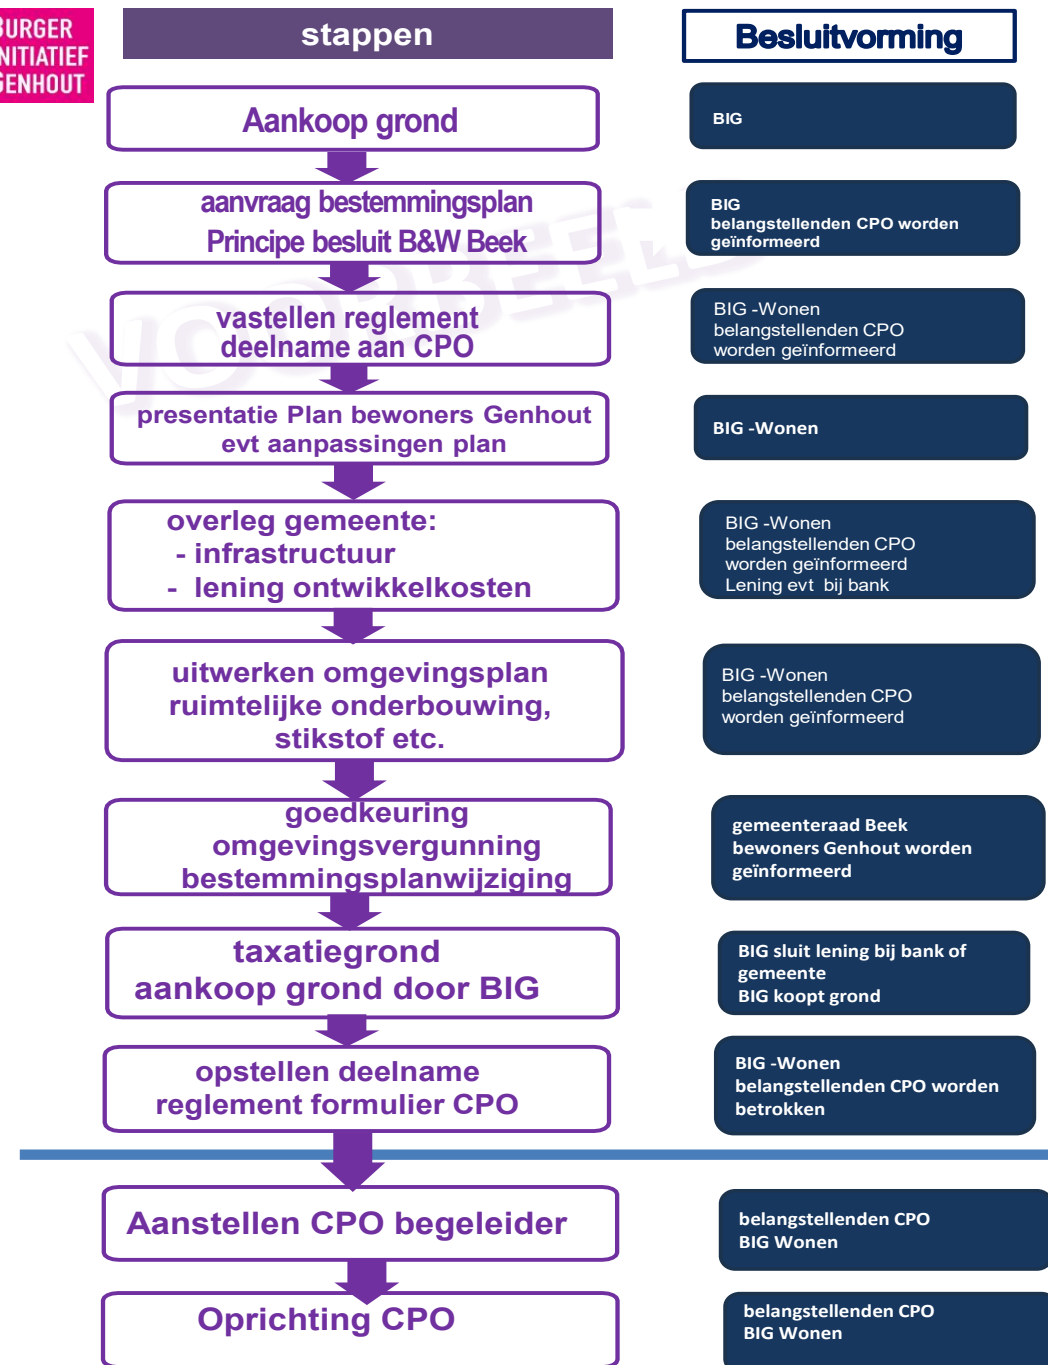 BURGER
INITIATIEF
GENHOUT
stappen
Besluitvorming
Aankoop grond
BIG
aanvraag bestemmingsplan
Principe besluit B&W Beek
BIG
belangstellenden CPO worden
geïnformeerd
VOORBEELD
vastellen reglement
deelname aan CPO
BIG -Wonen
belangstellenden CPO
worden geïnformeerd
presentatie Plan bewoners Genhout
evt aanpassingen plan
BIG -Wonen
overleg gemeente:
- infrastructuur
- lening ontwikkelkosten
BIG -Wonen
belangstellenden CPO
worden geïnformeerd
Lening evt bij bank
uitwerken omgevingsplan
ruimtelijke onderbouwing,
stikstof etc.
BIG -Wonen
belangstellenden CPO
worden geïnformeerd
goedkeuring
omgevingsvergunning
bestemmingsplanwijziging
gemeenteraad Beek
bewoners Genhout worden
geïnformeerd
taxatiegrond
aankoop grond door BIG
BIG sluit lening bij bank of
gemeente
BIG koopt grond
opstellen deelname
reglement formulier CPO
BIG -Wonen
belangstellenden CPO worden
betrokken
Aanstellen CPO begeleider
belangstellenden CPO
BIG Wonen
Oprichting CPO
belangstellenden CPO
BIG Wonen